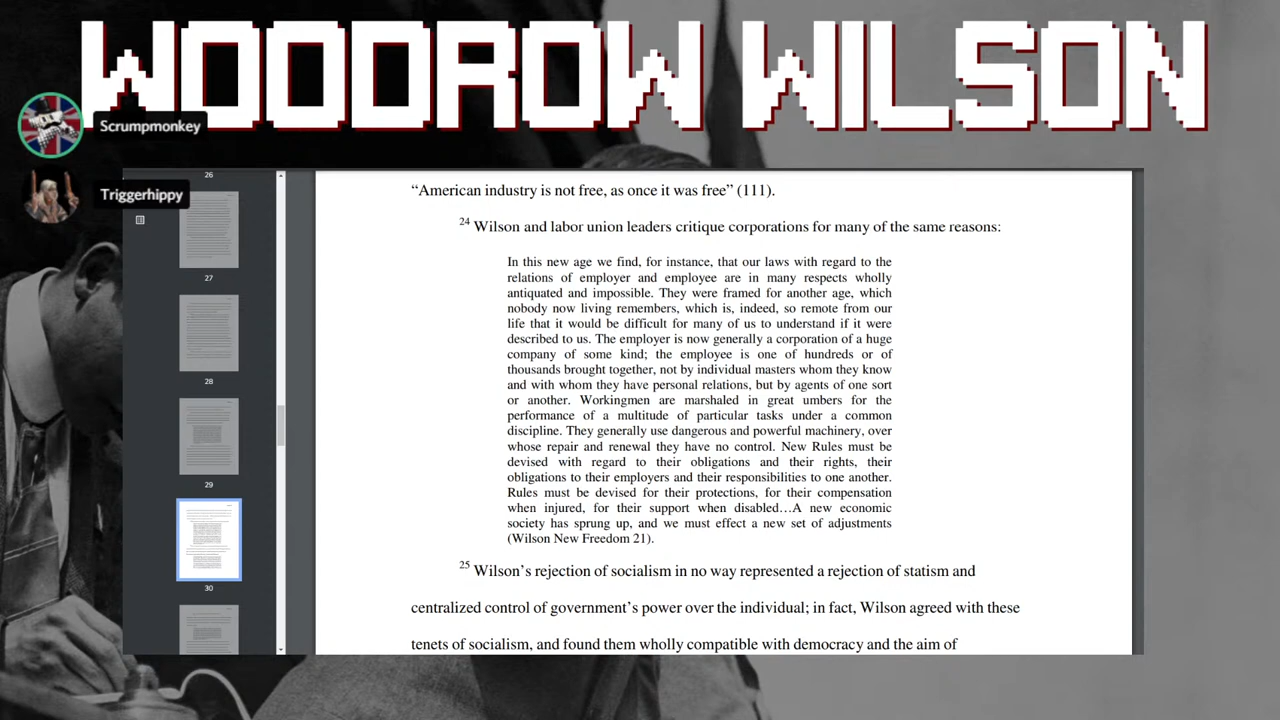 WOODROW WILSON
Scrumpmonkey
Triggerhippy
26
27
28
29
30
“American industry is not free, as once it was free” (111).
24 Wilson and labor union leaders critique corporations for many of the same reasons:
In this new age we find, for instance, that our laws with regard to the
relations of employer and employee are in many respects wholly
antiquated and impossible. They were framed for another age, which
nobody now living remembers, which is, indeed, so remote from our
life that it would be difficult for many of us to understand if it were
described to us. The employer is now generally a corporation of a huge
company of some kind; the employee is one of hundreds or of
thousands brought together, not by individual masters whom they know
and with whom they have personal relations, but by agents of one sort
or another. Workingmen are marshaled in great umbers for the
performance of a multitude of particular tasks under a common
discipline. They generally use dangerous and powerful machinery, over
whose repair and renewal they have no control. New Rules must be
devised with regard to their obligations and their rights, their
obligations to their employers and their responsibilities to one another.
Rules must be devised for their protections, for their compensation
when injured, for their support when disabled…A new economic
society has sprung up, and we must effect a new set of adjustments
(Wilson New Freedom 21).
25 Wilson’s rejection of socialism in no way represented a rejection of statism and
centralized control of government’s power over the individual; in fact, Wilson agreed with these
tenets of socialism, and found them wholly compatible with democracy and the aim of